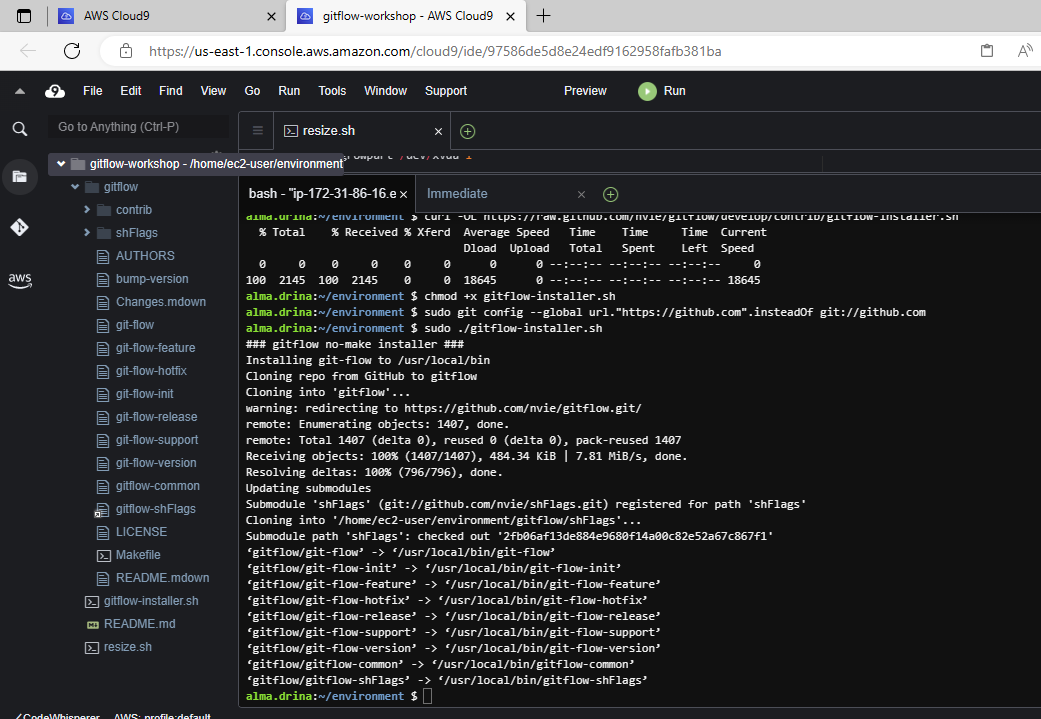 AWS Cloud9
gitflow-workshop - AWS Cloud9
https://us-east-1.console.aws.amazon.com/cloud9/ide/97586de5d8e24edf9162958fafb381ba
File Edit Find View Go Run Tools Window Support Preview Run
Go to Anything (Ctrl-P)
resize.sh
gitflow-workshop - /home/ec2-user/environment
growpart /dev/xvda 1
gitflow
contrib
shFlags
AUTHORS
bump-version
Changes.mdown
git-flow
git-flow-feature
git-flow-hotfix
git-flow-init
git-flow-release
git-flow-support
git-flow-version
gitflow-common
gitflow-shFlags
LICENSE
Makefile
README.mdown
gitflow-installer.sh
README.md
resize.sh
aws
CodeWhisperer AWS: profile:default
bash - "ip-172-31-86-16.e
Immediate
alma.drina:~/environment $ curl -OL https://raw.github.com/nvie/gitflow/develop/contrib/gitflow-installer.sh
% Total % Received % Xferd Average Speed Time Time Time Current
Dload Upload Total Spent Left Speed
0 0 0 0 0 0 0 0 --:--:-- --:--:-- --:--:-- 0
100 2145 100 2145 0 0 18645 0 --:--:-- --:--:-- --:--:-- 18645
alma.drina:~/environment $ chmod +x gitflow-installer.sh
alma.drina:~/environment $ sudo git config --global url."https://github.com".insteadOf git://github.com
alma.drina:~/environment $ sudo ./gitflow-installer.sh
### gitflow no-make installer ###
Installing git-flow to /usr/local/bin
Cloning repo from GitHub to gitflow
Cloning into 'gitflow'...
warning: redirecting to https://github.com/nvie/gitflow.git/
remote: Enumerating objects: 1407, done.
remote: Total 1407 (delta 0), reused 0 (delta 0), pack-reused 1407
Receiving objects: 100% (1407/1407), 484.34 KiB | 7.81 MiB/s, done.
Resolving deltas: 100% (796/796), done.
Updating submodules
Submodule 'shFlags' (git://github.com/nvie/shFlags.git) registered for path 'shFlags'
Cloning into '/home/ec2-user/environment/gitflow/shFlags'...
Submodule path 'shFlags': checked out '2fb06af13de884e9680f14a00c82e52a67c867f1'
‘gitflow/git-flow’ -> ‘/usr/local/bin/git-flow’
‘gitflow/git-flow-init’ -> ‘/usr/local/bin/git-flow-init’
‘gitflow/git-flow-feature’ -> ‘/usr/local/bin/git-flow-feature’
‘gitflow/git-flow-hotfix’ -> ‘/usr/local/bin/git-flow-hotfix’
‘gitflow/git-flow-release’ -> ‘/usr/local/bin/git-flow-release’
‘gitflow/git-flow-support’ -> ‘/usr/local/bin/git-flow-support’
‘gitflow/git-flow-version’ -> ‘/usr/local/bin/git-flow-version’
‘gitflow/gitflow-common’ -> ‘/usr/local/bin/gitflow-common’
‘gitflow/gitflow-shFlags’ -> ‘/usr/local/bin/gitflow-shFlags’
alma.drina:~/environment $